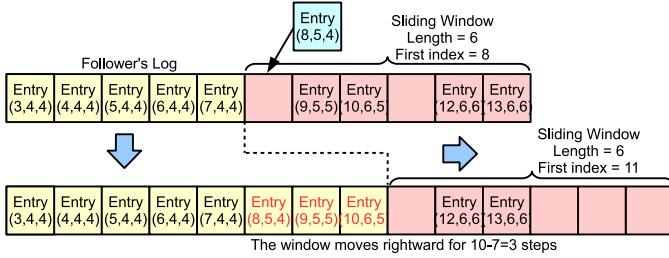 Entry
(8,5,4)
Sliding Window
Length = 6
First index = 8
Follower's Log
Entry
(3,4,4)
Entry
(4,4,4)
Entry
(5,4,4)
Entry
(6,4,4)
Entry
(7,4,4)
Entry
(9,5,5)
Entry
(10,6,5)
Entry
(12,6,6)
Entry
(13,6,6)
Sliding Window
Length = 6
First index = 11
Entry
(3,4,4)
Entry
(4,4,4)
Entry
(5,4,4)
Entry
(6,4,4)
Entry
(7,4,4)
Entry
(8,5,4)
Entry
(9,5,5)
Entry
(10,6,5
Entry
(12,6,6)
Entry
(13,6,6)
The window moves rightward for 10-7=3 steps